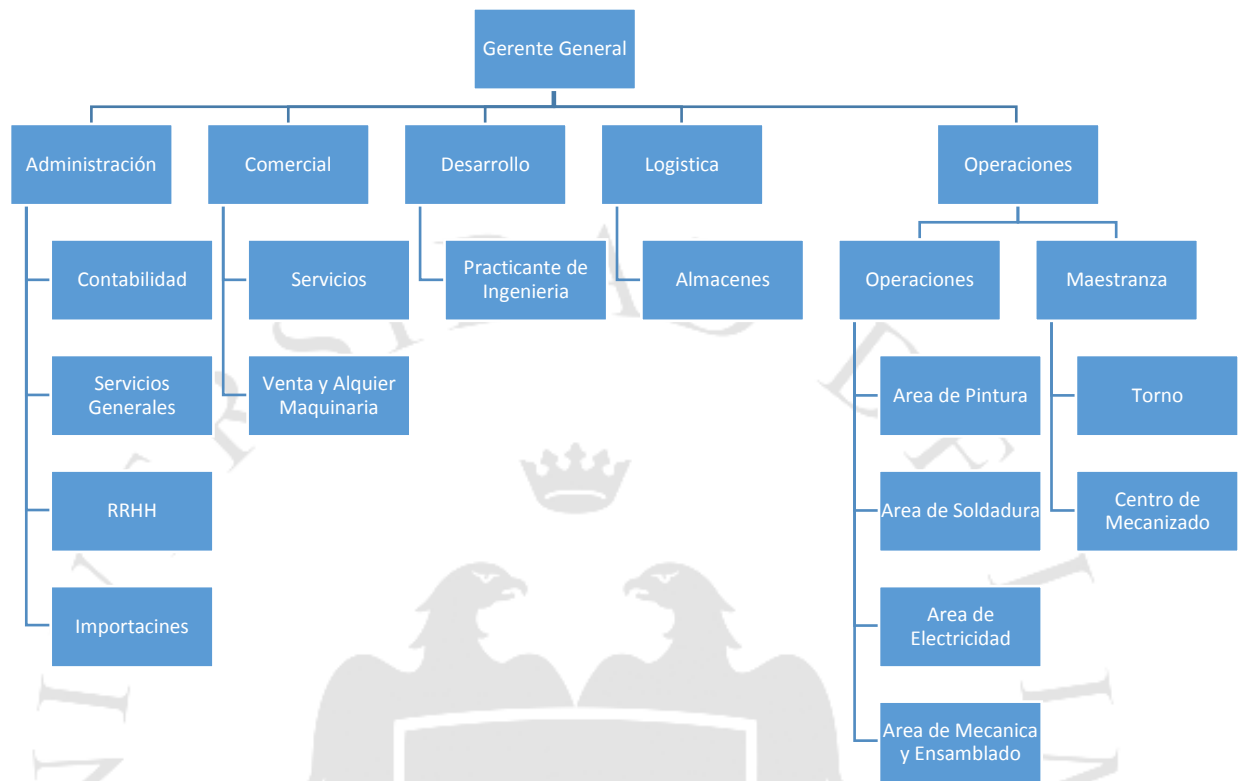 Gerente General
Administración
Comercial
Desarrollo
Logistica
Operaciones
Contabilidad
Servicios
Practicante de
Ingenieria
Almacenes
Operaciones
Maestranza
Servicios
Generales
Venta y Alquier
Maquinaria
Area de Pintura
Torno
RRHH
Area de Soldadura
Centro de
Mecanizado
Importacines
Area de
Electricidad
Area de Mecanica
y Ensamblado